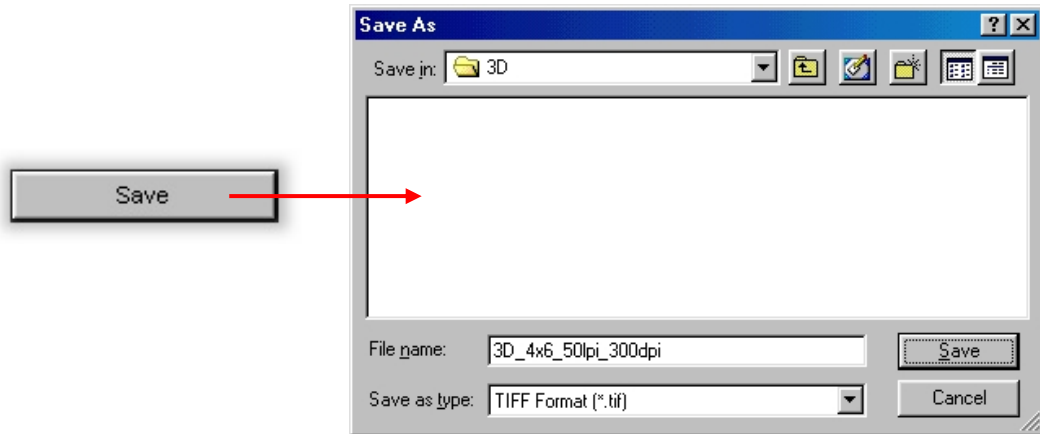 Save As
Save in: 3D
Save
File name: 3D_4x6_50lpi_300dpi Save
Save as type: TIFF Format (*.tif) Cancel